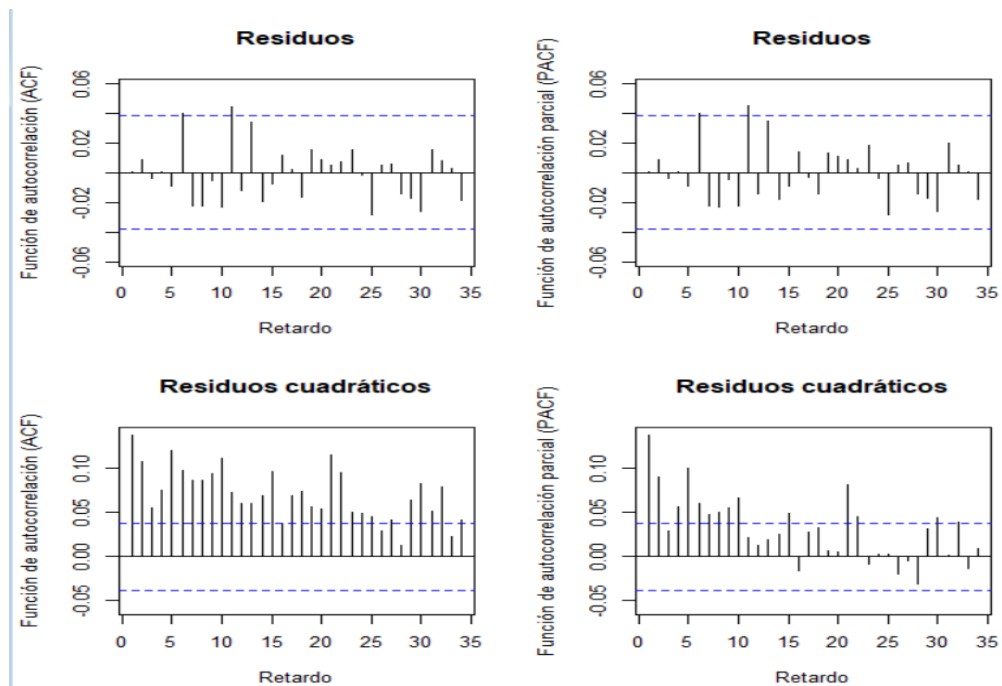 Residuos
Función de autocorrelación (ACF)
0.06
0.02
-0.02
-0.06
0 5 10 15 20 25 30 35
Retardo
Residuos
Función de autocorrelación parcial (PACF)
0.06
0.02
-0.02
-0.06
0 5 10 15 20 25 30 35
Retardo
Residuos cuadráticos
Función de autocorrelación (ACF)
0.10
0.05
0.00
-0.05
0 5 10 15 20 25 30 35
Retardo
Residuos cuadráticos
Función de autocorrelación parcial (PACF)
0.10
0.05
0.00
-0.05
0 5 10 15 20 25 30 35
Retardo